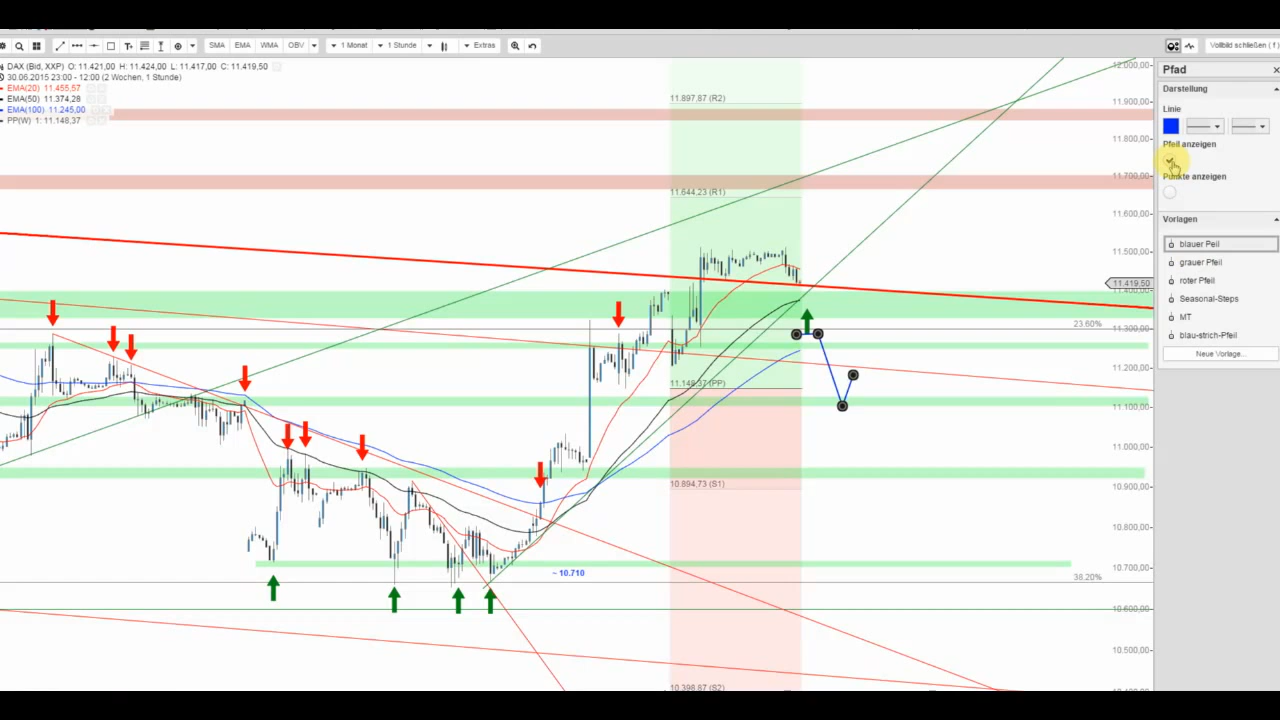 SMA EMA WMA OBV 1 Monat 1 Stunde Extras Vollbild schließen ( f )
DAX (Bid, XXP) O: 11.421,00 H: 11.424,00 L: 11.417,00 C: 11.419,50
30.06.2015 23:00 - 12:00 (2 Wochen, 1 Stunde)
EMA(20) 11.455,57
EMA(50) 11.374,28
EMA(100) 11.245,00
PP(W) 1: 11.148,37
11.897,87 (R2)
11.644,23 (R1)
11.148,37 (PP)
10.894,73 (S1)
10.398,87 (S2)
~ 10.710
23.60%
38.20%
12.000,00
11.900,00
11.800,00
11.700,00
11.600,00
11.500,00
11.419,50
11.400,00
11.300,00
11.200,00
11.100,00
11.000,00
10.900,00
10.800,00
10.700,00
10.600,00
10.500,00
Pfad
Darstellung
Linie
Pfeil anzeigen
Punkte anzeigen
Vorlagen
blauer Peil
grauer Pfeil
roter Pfeil
Seasonal-Steps
MT
blau-strich-Pfeil
Neue Vorlage...